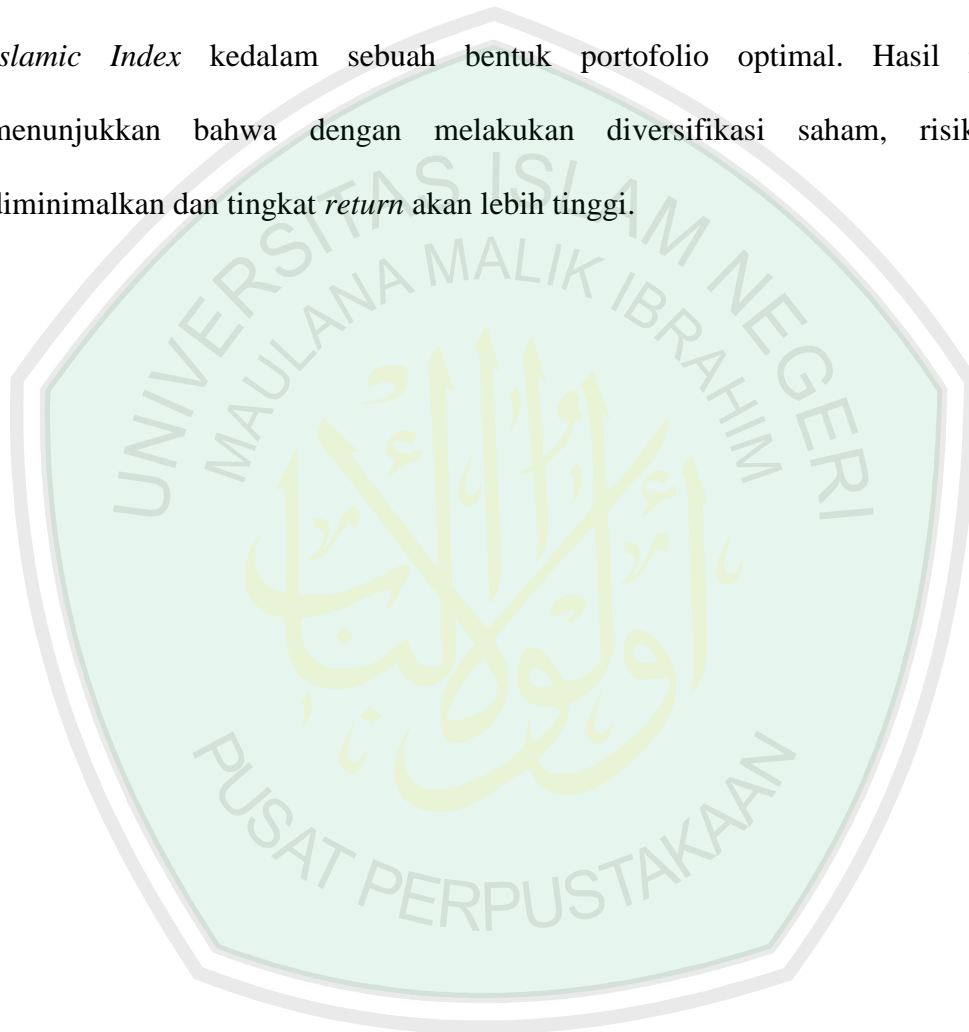 slamic Index kedalam sebuah bentuk portofolio optimal. Hasil
menunjukkan bahwa dengan melakukan diversifikasi saham,
diminimalkan dan tingkat return akan lebih tinggi.
UNIVERSITAS ISLAM NEGERI
MAULANA MALIK IBRAHIM
PUSAT PERPUSTAKAAN